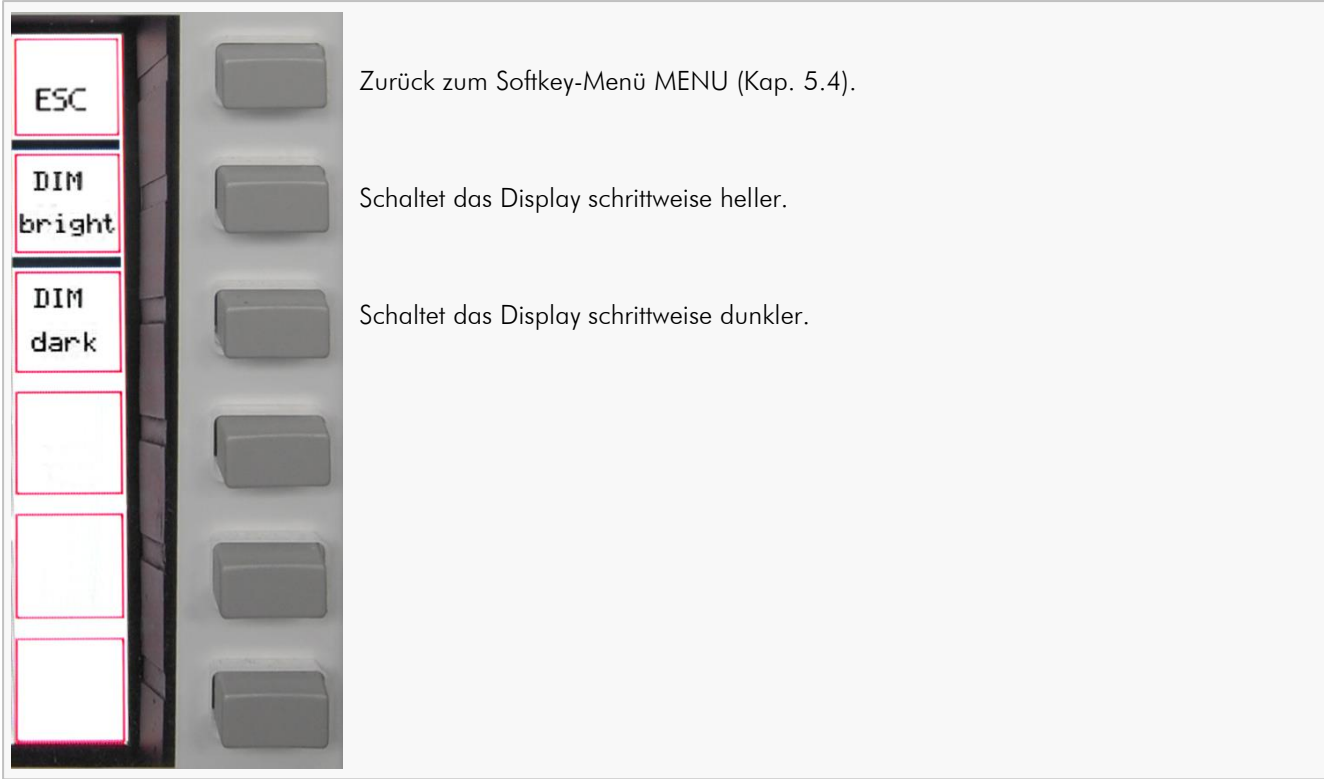 ESC
Zurück zum Softkey-Menü MENU (Kap. 5.4).
DIM
bright
Schaltet das Display schrittweise heller.
DIM
dark
Schaltet das Display schrittweise dunkler.